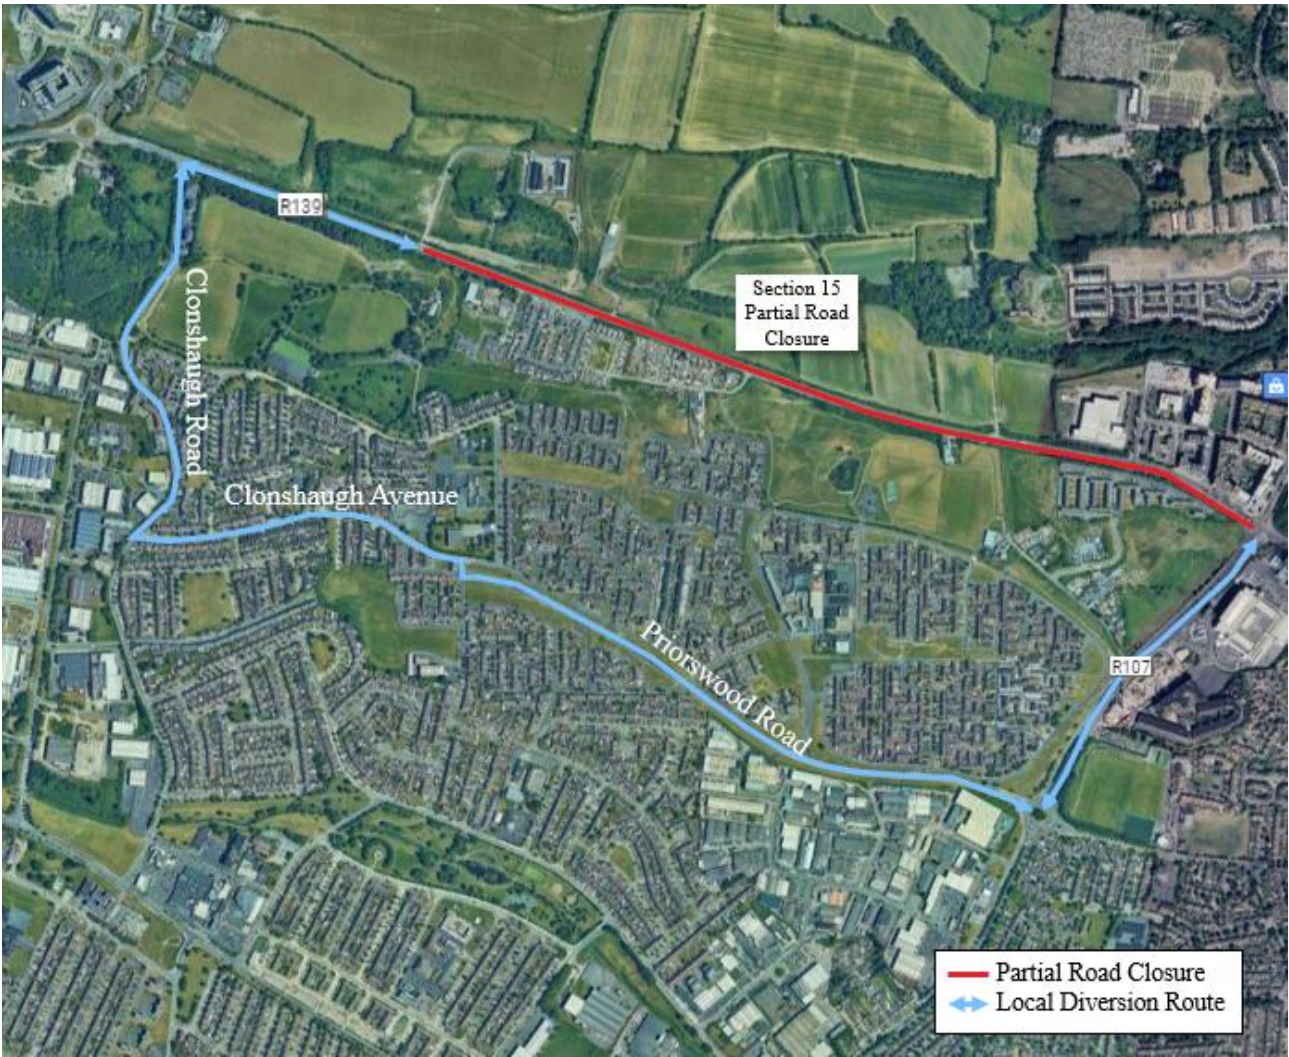 R139
Section 15
Partial Road
Closure
Clonshaugh Road
Clonshaugh Avenue
Priorswood Road
R107
Partial Road Closure
Local Diversion Route